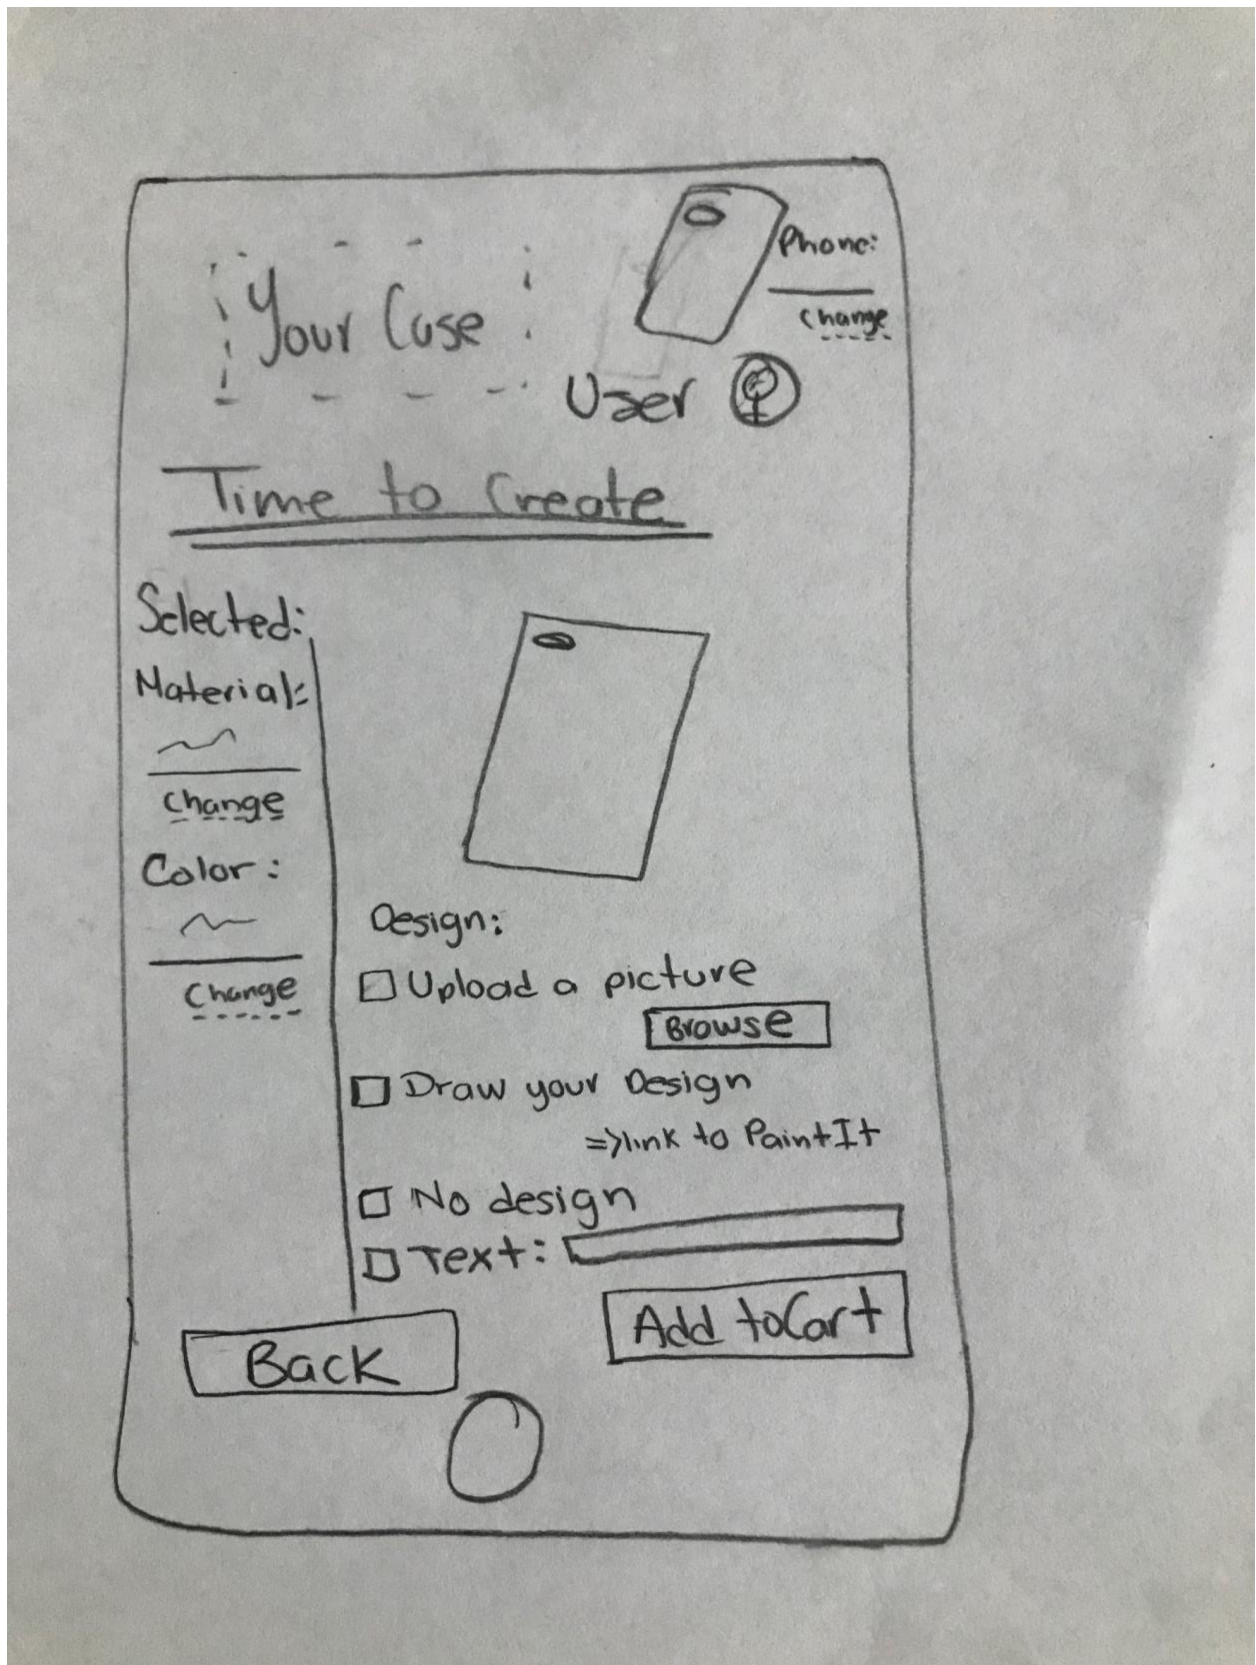 Your Case
Phone:
Change
User
Time to Create
Selected:
Material:
Change
Color:
Change
Design:
Upload a picture
Browse
Draw your Design
=>link to PaintIt
No design
Text:
Add toCart
Back